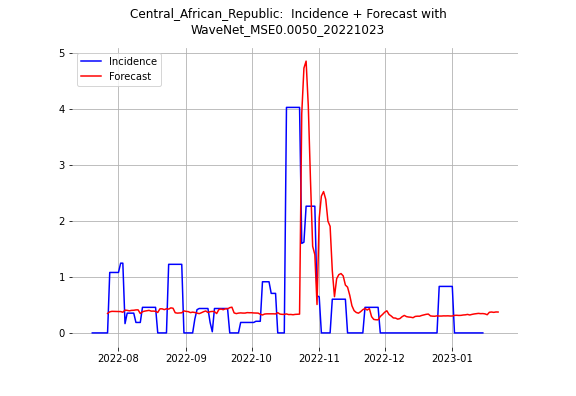 Central_African_Republic:  Incidence + Forecast with
WaveNet_MSE0.0050_20221023
Incidence
Forecast
5
4
3
2
1
0
2022-08 2022-09 2022-10 2022-11 2022-12 2023-01